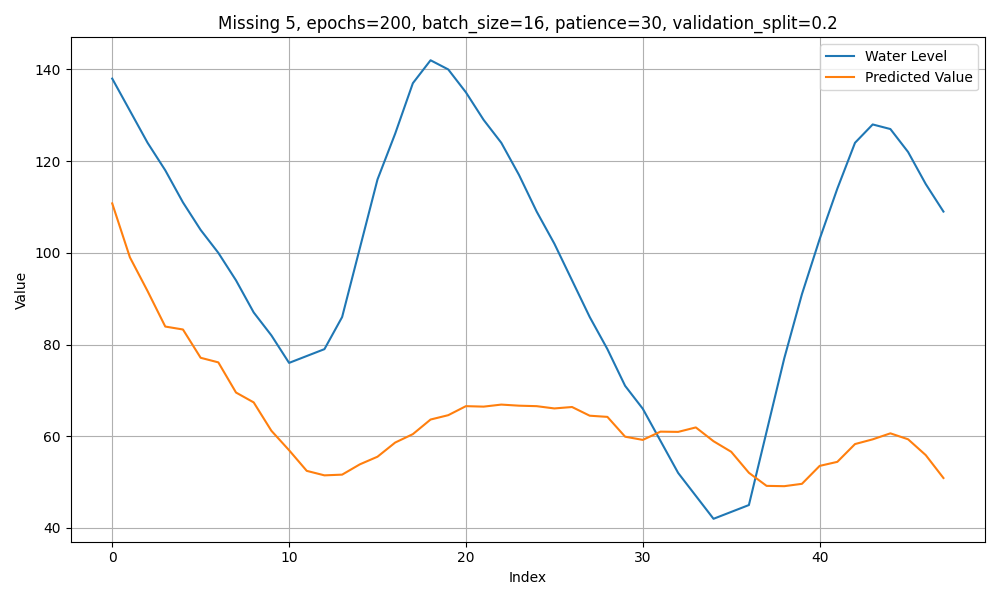 Missing 5, epochs=200, batch_size=16, patience=30, validation_split=0.2
Water Level
Predicted Value
Value
140
120
100
80
60
40
0 10 20 30 40
Index